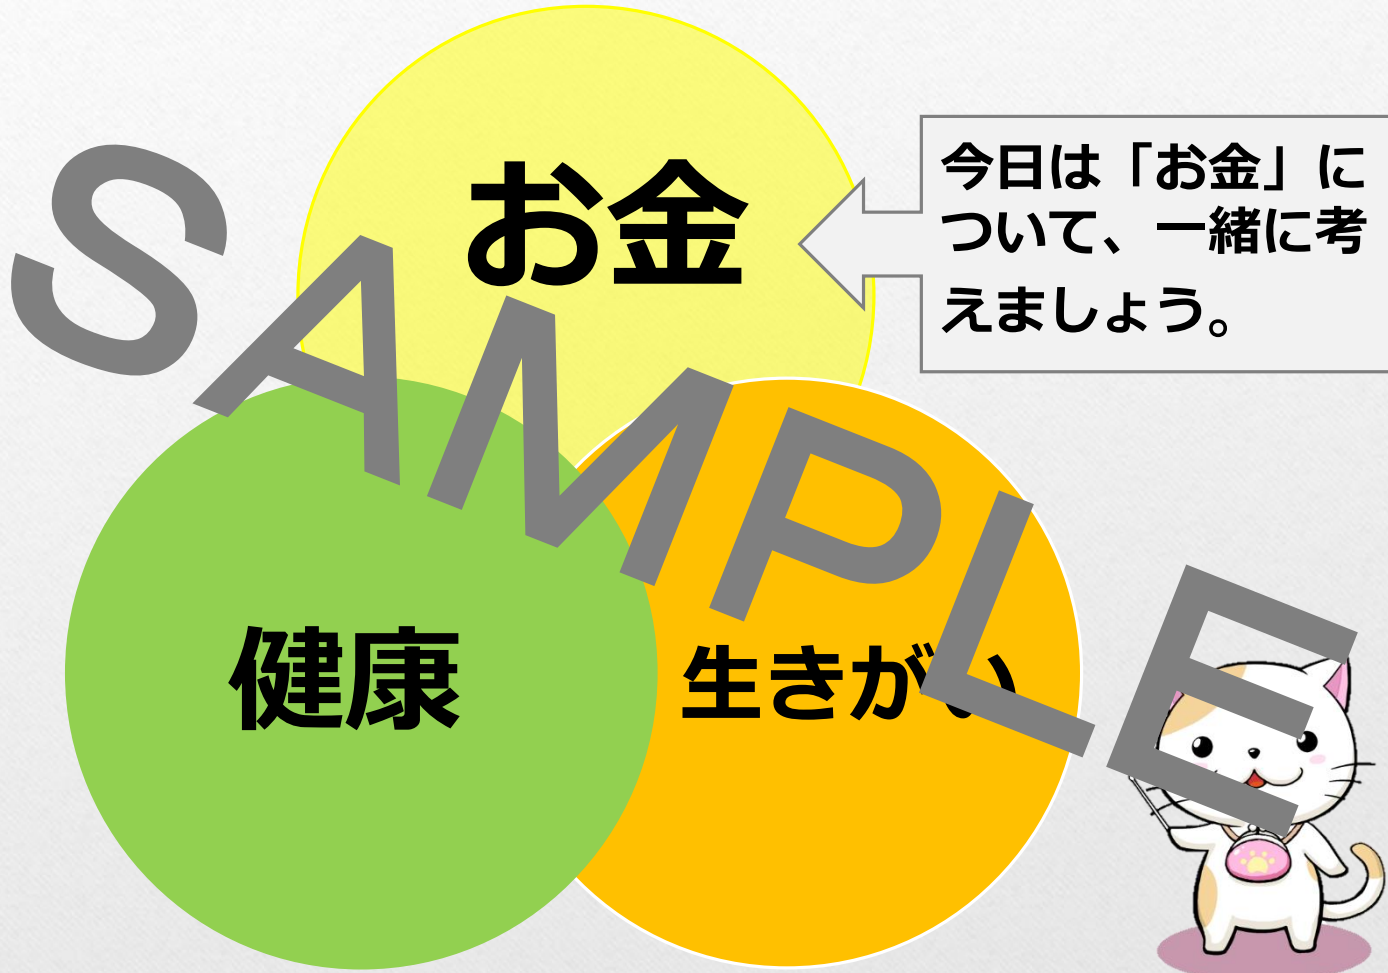 お金
今日は「お金」に
ついて、一緒に考
えましょう。
健康
生きがい
SAMPLE